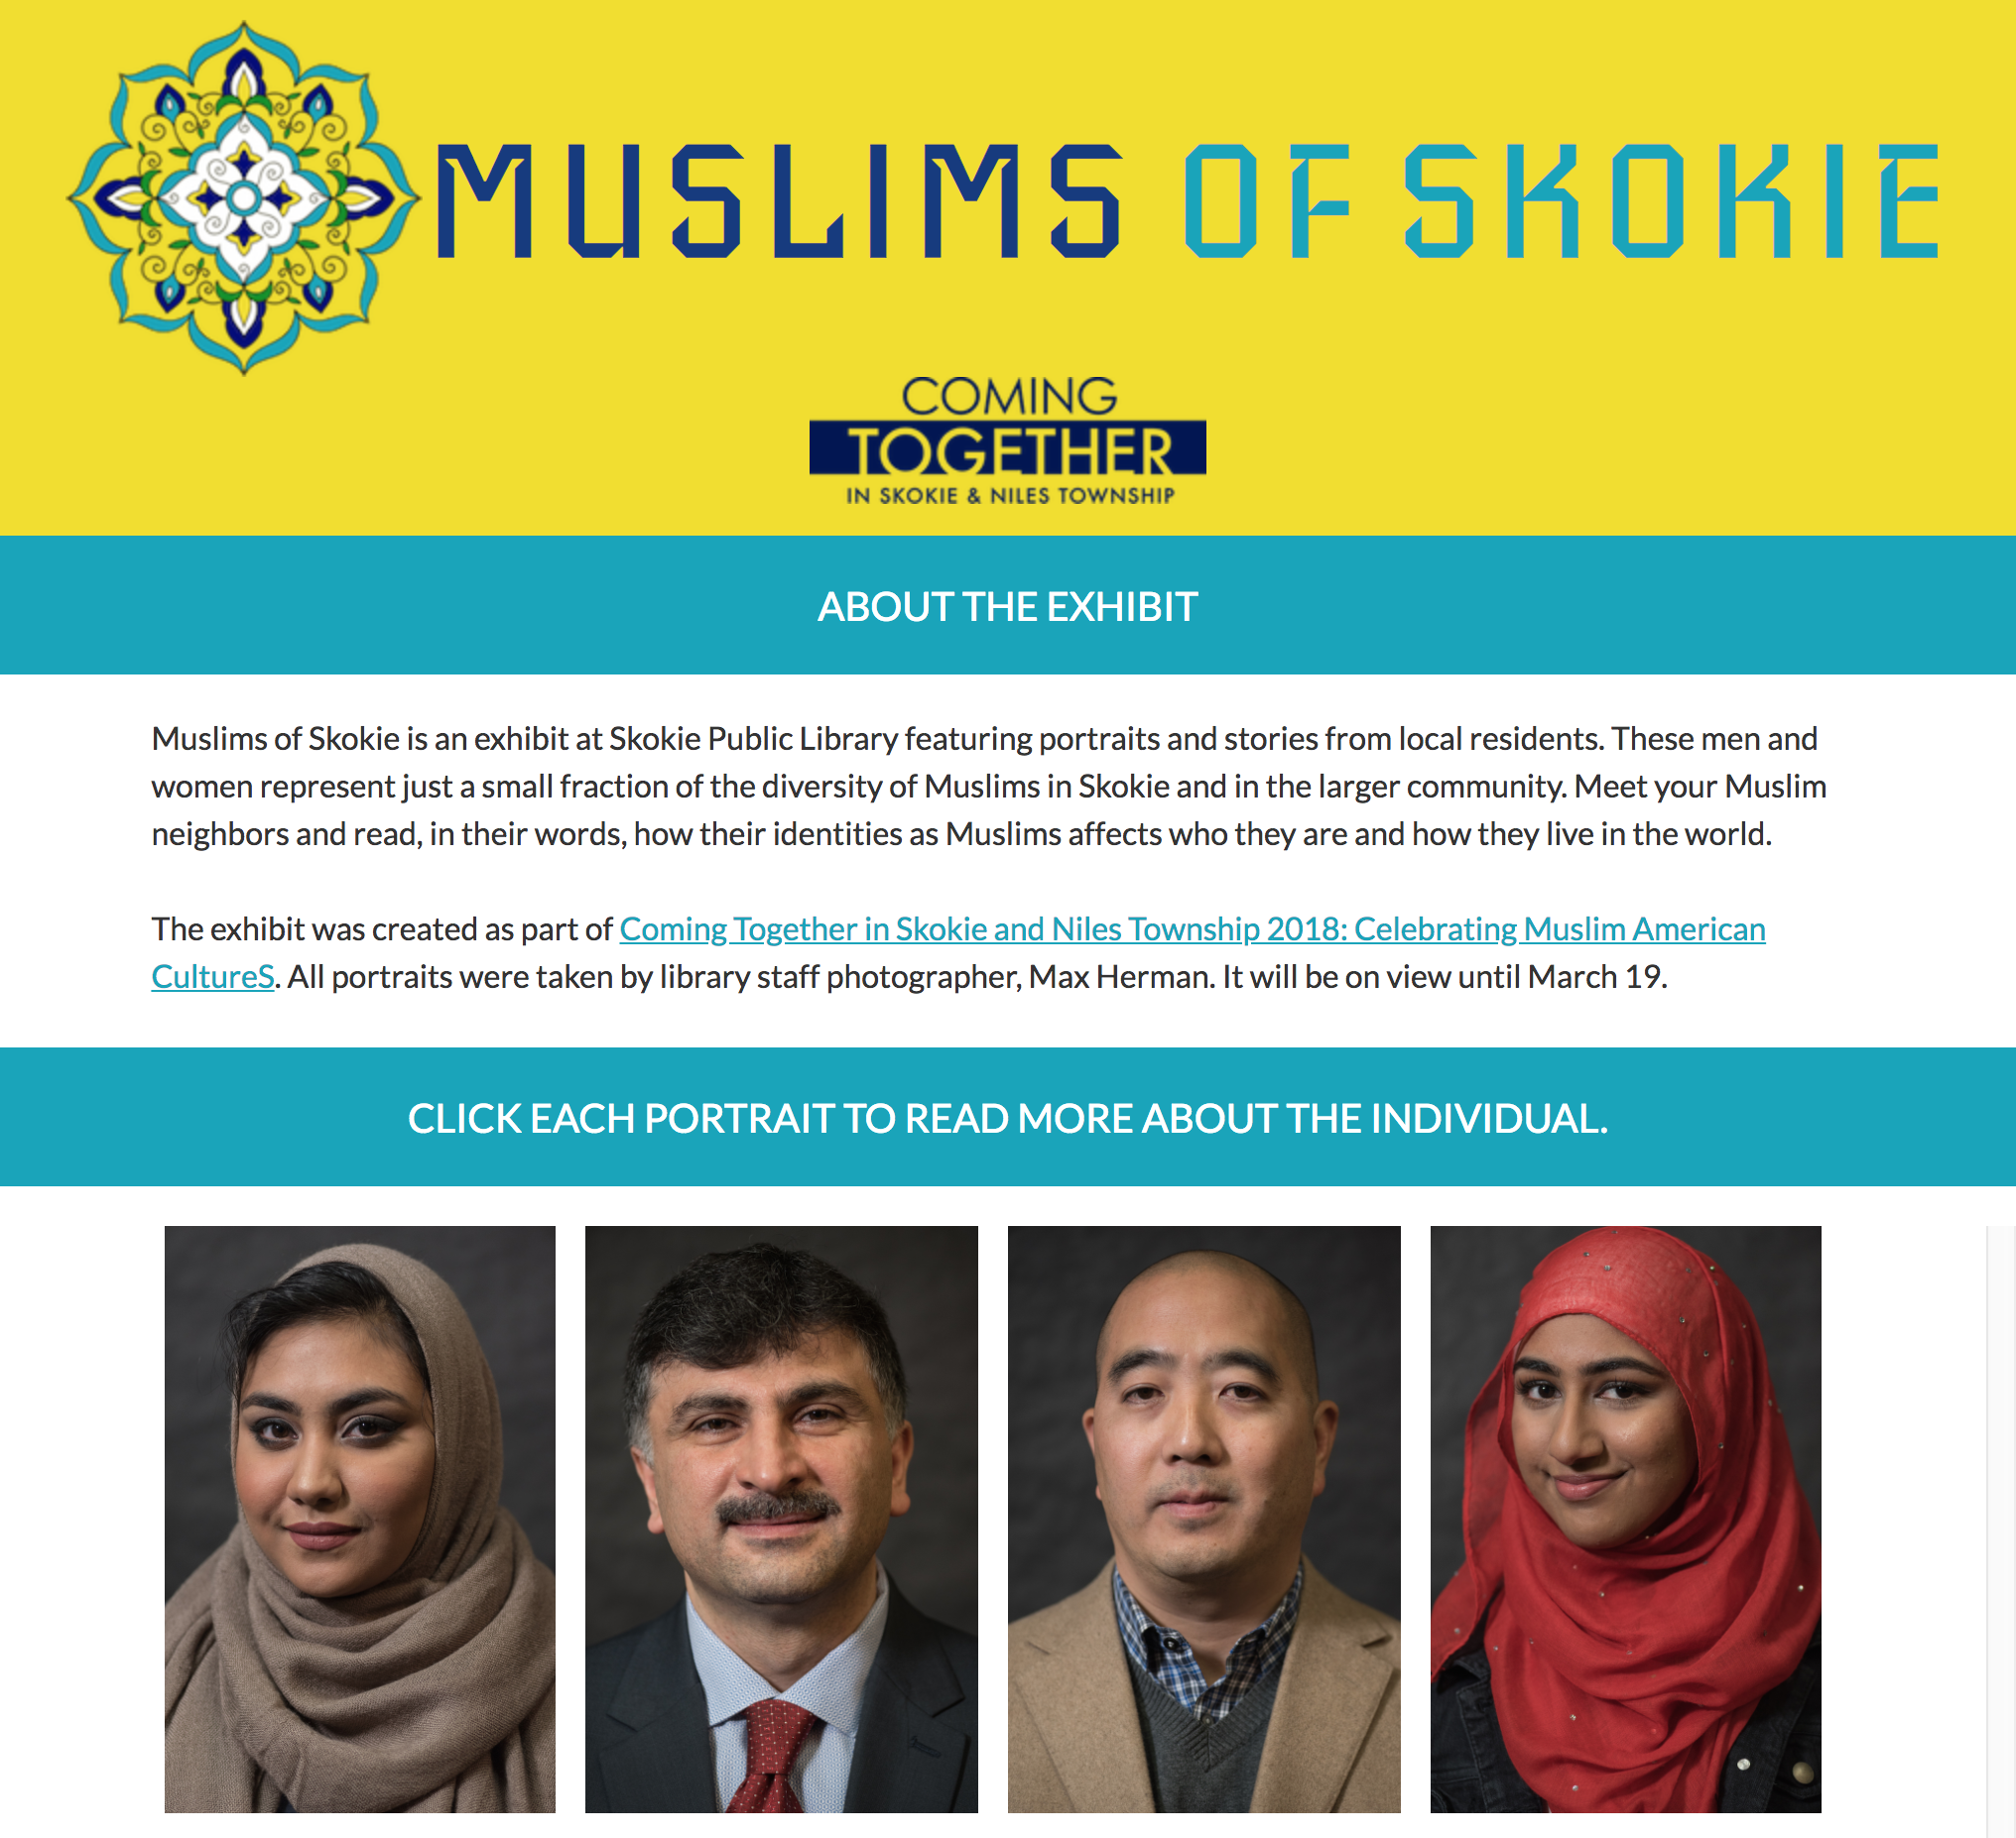 MUSLIMS OF SKOKIE
COMING
TOGETHER
IN SKOKIE & NILES TOWNSHIP
ABOUT THE EXHIBIT
Muslims of Skokie is an exhibit at Skokie Public Library featuring portraits and stories from local residents. These men and
women represent just a small fraction of the diversity of Muslims in Skokie and in the larger community. Meet your Muslim
neighbors and read, in their words, how their identities as Muslims affects who they are and how they live in the world.
The exhibit was created as part of Coming Together in Skokie and Niles Township 2018: Celebrating Muslim American
CultureS. All portraits were taken by library staff photographer, Max Herman. It will be on view until March 19.
CLICK EACH PORTRAIT TO READ MORE ABOUT THE INDIVIDUAL.